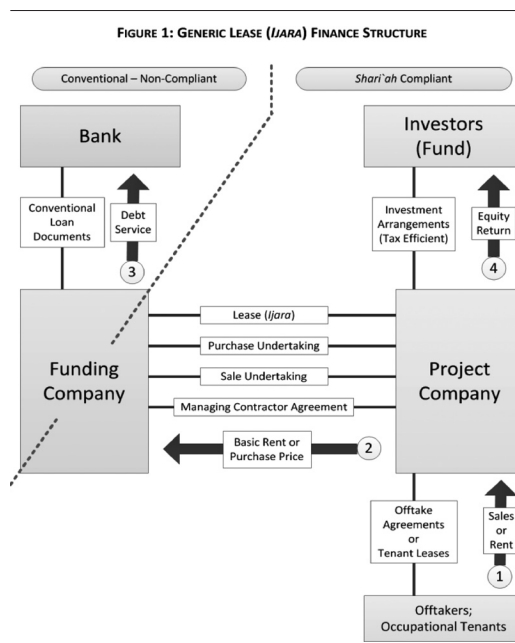 FIGURE 1: GENERIC LEASE (IJARA) FINANCE STRUCTURE
Conventional – Non-Compliant
Shari`ah Compliant
Bank
Investors
(Fund)
Conventional
Loan
Documents
Debt
Service
3
Investment
Arrangements
(Tax Efficient)
Equity
Return
4
Funding
Company
Lease (Ijara)
Purchase Undertaking
Sale Undertaking
Managing Contractor Agreement
Basic Rent or
Purchase Price
2
Project
Company
Offtake
Agreements
or
Tenant Leases
Sales
or
Rent
1
Offtakers;
Occupational Tenants